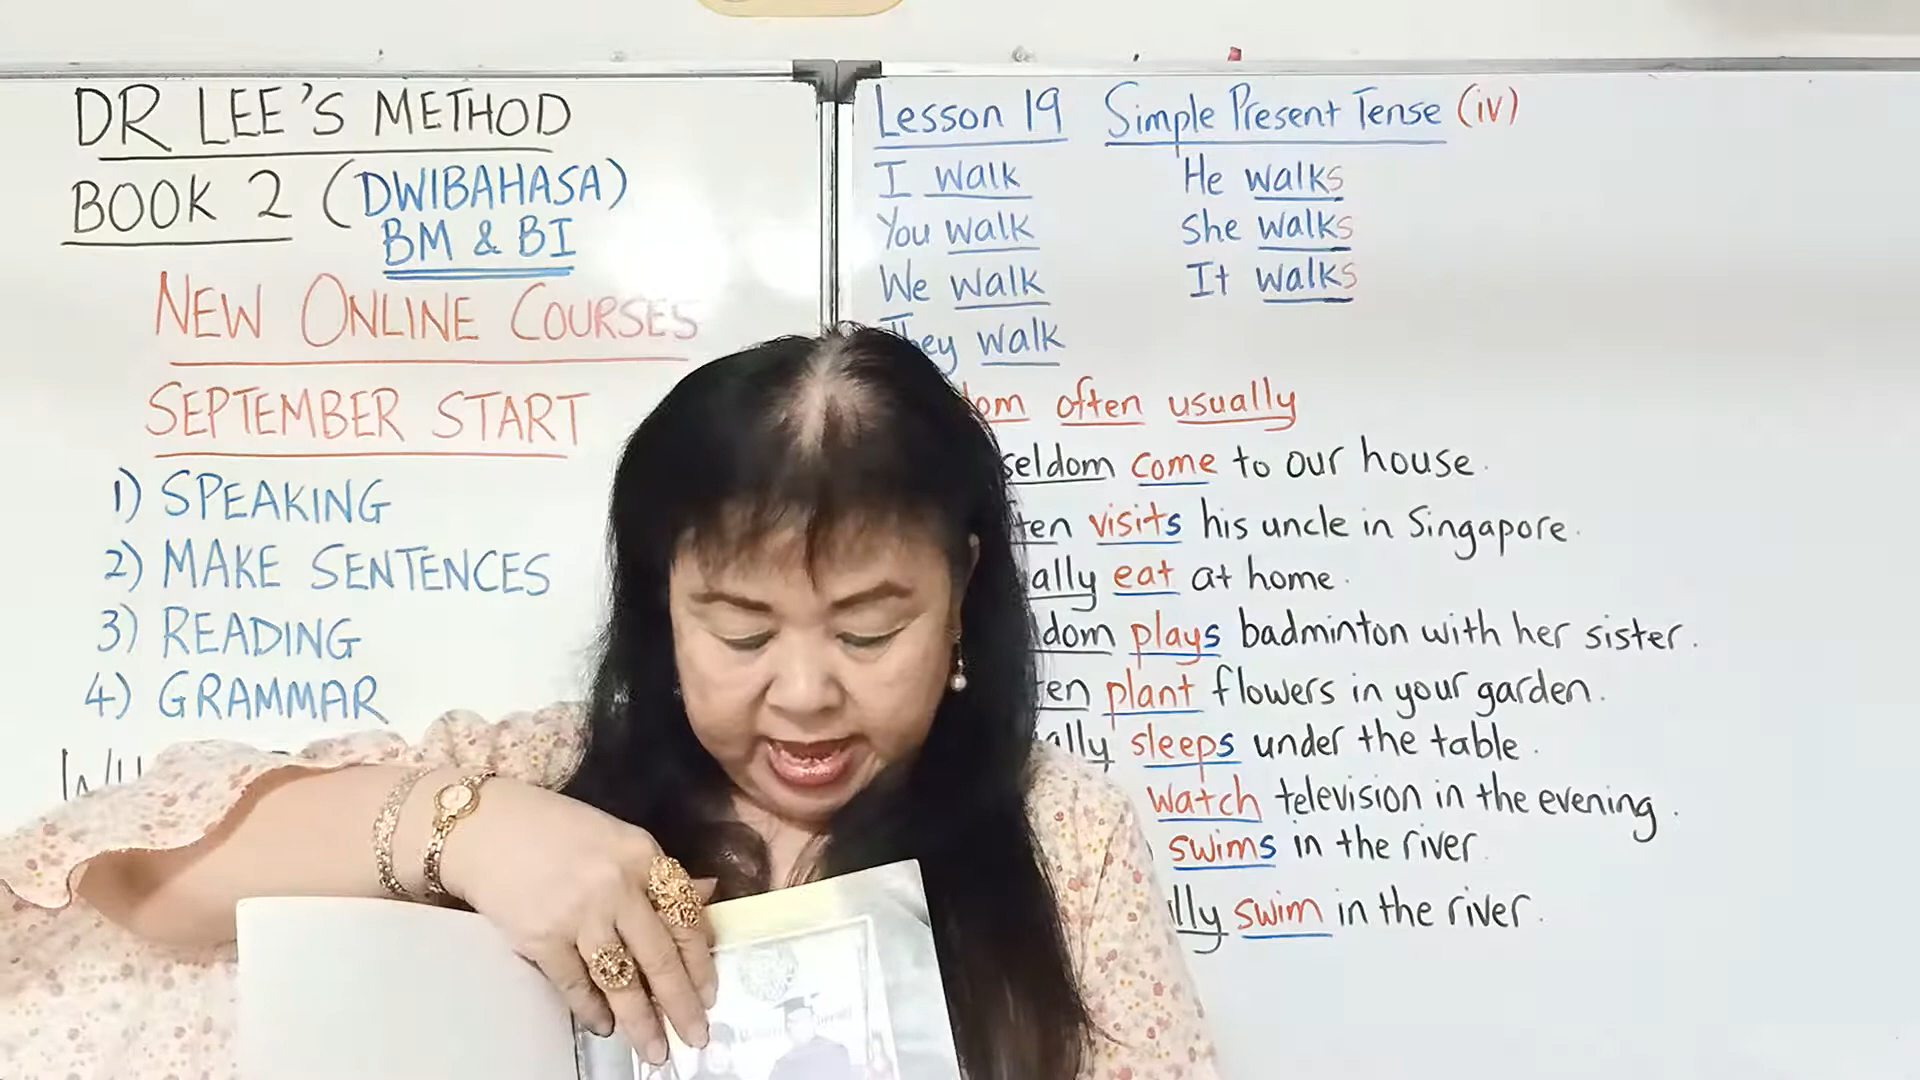 DR LEE'S METHOD
BOOK 2 (DWIBAHASA)
BM & BI
NEW ONLINE COURSES
SEPTEMBER START
1) SPEAKING
2) MAKE SENTENCES
3) READING
4) GRAMMAR
Lesson 19 Simple Present Tense (iv)
I walk He walks
You walk She walks
We walk It walks
They walk
often usually
seldom come to our house.
visits his uncle in Singapore.
eat at home.
plays badminton with her sister.
plant flowers in your garden.
sleeps under the table.
watch television in the evening.
swims in the river.
swim in the river.